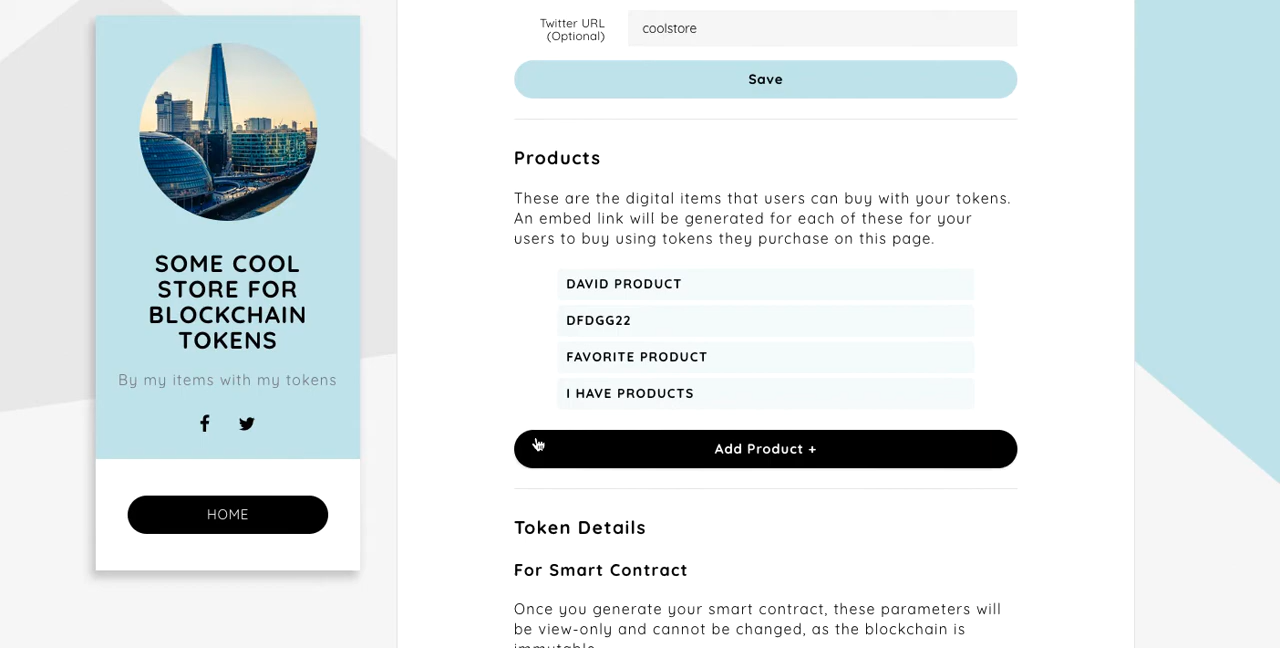 SOME COOL
STORE FOR
BLOCKCHAIN
TOKENS
By my items with my tokens
HOME
Twitter URL
(Optional)
coolstore
Save
Products
These are the digital items that users can buy with your tokens.
An embed link will be generated for each of these for your
users to buy using tokens they purchase on this page.
DAVID PRODUCT
DFDGG22
FAVORITE PRODUCT
I HAVE PRODUCTS
Add Product +
Token Details
For Smart Contract
Once you generate your smart contract, these parameters will
be view-only and cannot be changed, as the blockchain is
immutable